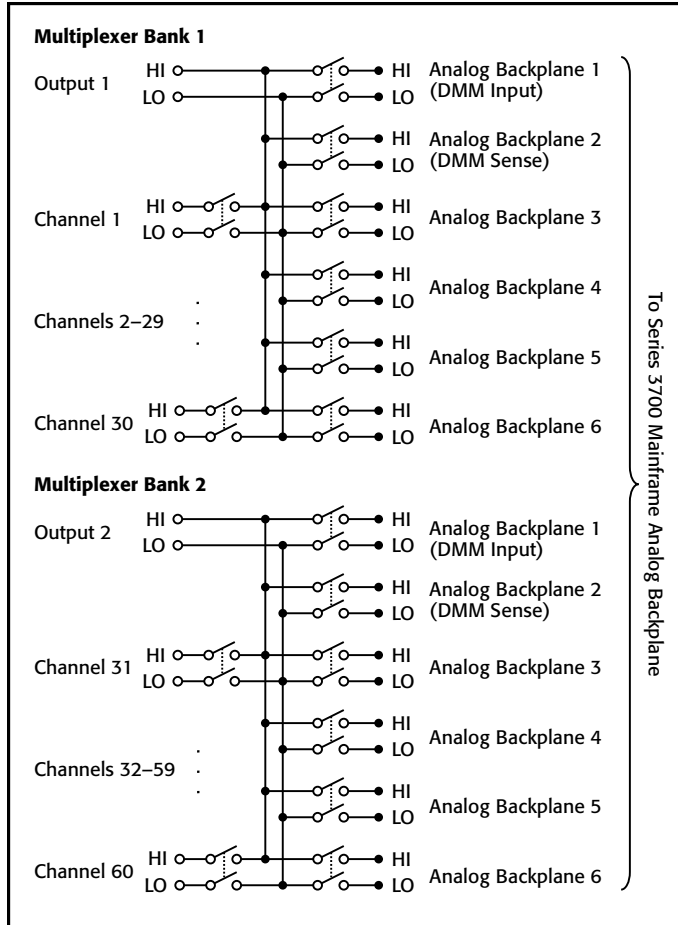 Multiplexer Bank 1
Output 1
HI
LO
HI
LO
Analog Backplane 1
(DMM Input)
HI
LO
Analog Backplane 2
(DMM Sense)
Channel 1
HI
LO
HI
LO
Analog Backplane 3
HI
LO
Analog Backplane 4
Channels 2–29
.
.
HI
LO
Analog Backplane 5
Channel 30
HI
LO
HI
LO
Analog Backplane 6
Multiplexer Bank 2
Output 2
HI
LO
HI
LO
Analog Backplane 1
(DMM Input)
HI
LO
Analog Backplane 2
(DMM Sense)
Channel 31
HI
LO
HI
LO
Analog Backplane 3
HI
LO
Analog Backplane 4
Channels 32–59
.
.
HI
LO
Analog Backplane 5
Channel 60
HI
LO
HI
LO
Analog Backplane 6
To Series 3700 Mainframe Analog Backplane